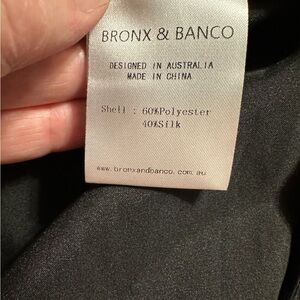 BRONX & BANCO
DESIGNED IN AUSTRALIA
MADE IN CHINA
Shell : 60%Polyester
40%Silk
www.bronxandbanco.com.au